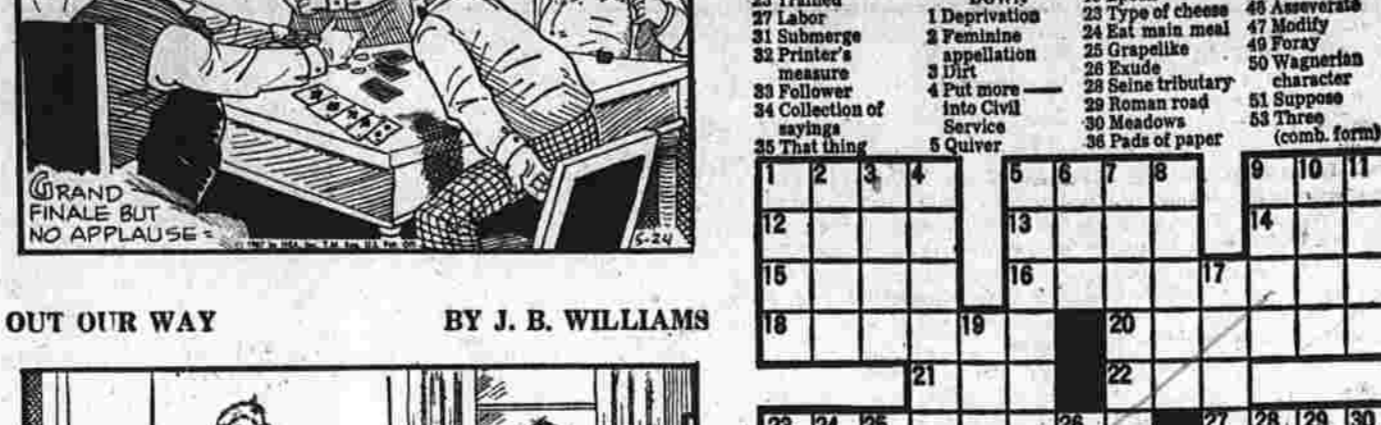 GRAND
FINALE BUT
NO APPLAUSE =
5-24
OUT OUR WAY BY J. B. WILLIAMS
27 Labor
31 Submerge
32 Printer's
measure
33 Follower
34 Collection of
sayings
35 That thing
1 Deprivation
2 Feminine
appellation
3 Dirt
4 Put more —
into Civil
Service
5 Quiver
23 Type of cheese
24 Eat main meal
25 Grapelike
26 Exude
28 Seine tributary
29 Roman road
30 Meadows
36 Pads of paper
46 Asseverate
47 Modify
49 Foray
50 Wagnerian
character
51 Suppose
53 Three
(comb. form)
1 2 3 4 5 6 7 8 9 10 11
12 13 14
15 16 17
18 19 20
21 22
23 24 25 26 27 28 29 30